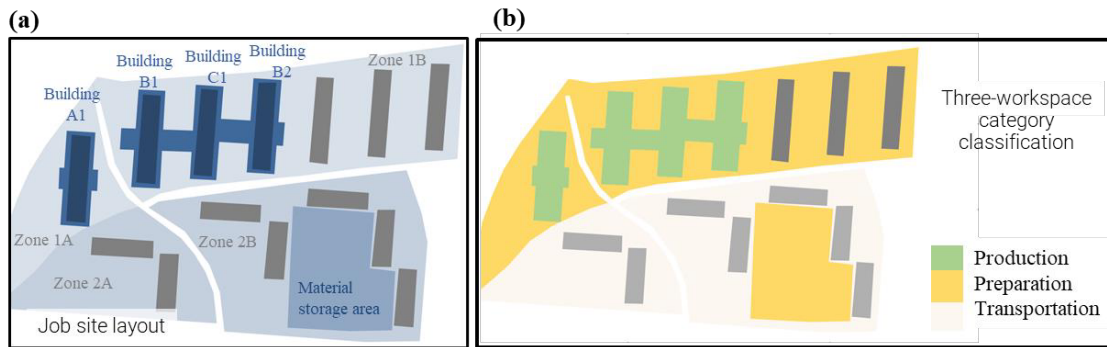 (a)
Building
A1
Building
B1
Building
C1
Building
B2
Zone 1B
Zone 1A
Zone 2B
Zone 2A
Material
storage area
Job site layout
(b)
Three-workspace
category
classification
Production
Preparation
Transportation